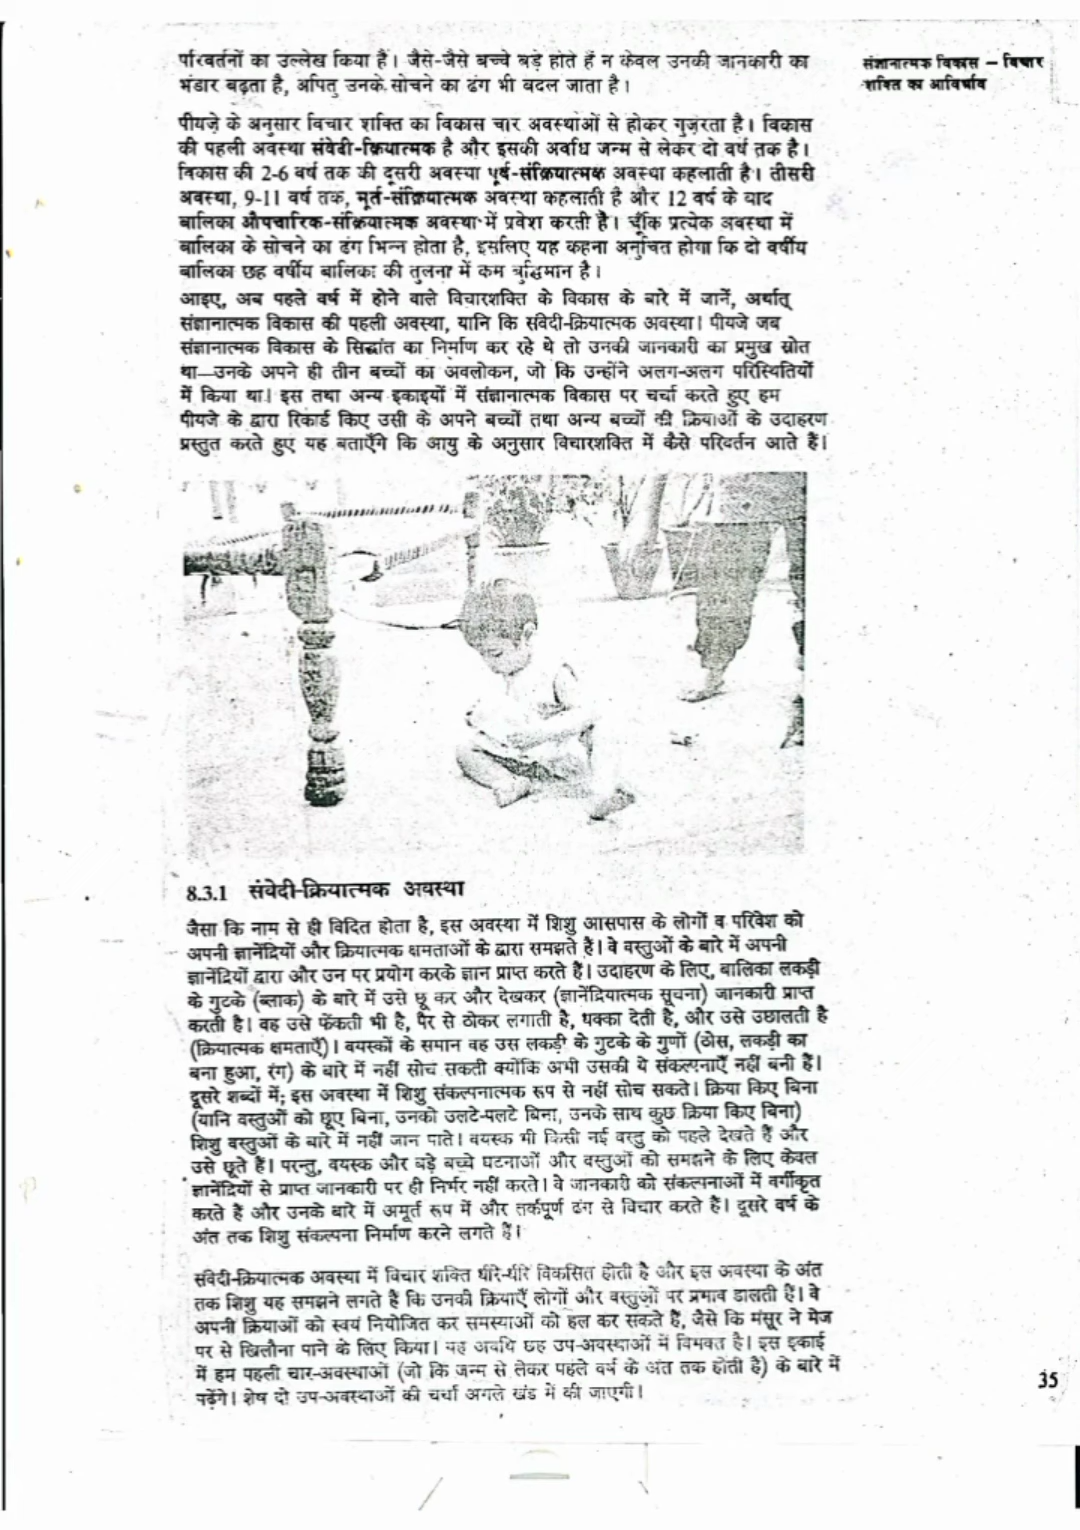 परिवर्तनों का उल्लेख किया है। जैसे-जैसे बच्चे बड़े होते हैं न केवल उनकी जानकारी का
भंडार बढ़ता है, अपितु उनके सोचने का ढंग भी बदल जाता है।
संज्ञानात्मक विकास – विचार
शक्ति का आविर्भाव
पीयजे के अनुसार विचार शक्ति का विकास चार अवस्थाओं से होकर गुज़रता है। विकास
की पहली अवस्था संवेदी-क्रियात्मक है और इसकी अवधि जन्म से लेकर दो वर्ष तक है।
विकास की 2-6 वर्ष तक की दूसरी अवस्था पूर्व-संक्रियात्मक अवस्था कहलाती है। तीसरी
अवस्था, 9-11 वर्ष तक, मूर्त-संक्रियात्मक अवस्था कहलाती है और 12 वर्ष के बाद
बालिका औपचारिक-संक्रियात्मक अवस्था में प्रवेश करती है। चूँकि प्रत्येक अवस्था में
बालिका के सोचने का ढंग भिन्न होता है, इसलिए यह कहना अनुचित होगा कि दो वर्षीय
बालिका छह वर्षीय बालिका की तुलना में कम बुद्धिमान है।
आइए, अब पहले वर्ष में होने वाले विचारशक्ति के विकास के बारे में जानें, अर्थात्
संज्ञानात्मक विकास की पहली अवस्था, यानि कि संवेदी-क्रियात्मक अवस्था। पीयजे जब
संज्ञानात्मक विकास के सिद्धांत का निर्माण कर रहे थे तो उनकी जानकारी का प्रमुख स्रोत
था—उनके अपने ही तीन बच्चों का अवलोकन, जो कि उन्होंने अलग-अलग परिस्थितियों
में किया था। इस तथा अन्य इकाइयों में संज्ञानात्मक विकास पर चर्चा करते हुए हम
पीयजे के द्वारा रिकार्ड किए उसी के अपने बच्चों तथा अन्य बच्चों की क्रियाओं के उदाहरण
प्रस्तुत करते हुए यह बताएँगे कि आयु के अनुसार विचारशक्ति में कैसे परिवर्तन आते हैं।
8.3.1 संवेदी-क्रियात्मक अवस्था
जैसा कि नाम से ही विदित होता है, इस अवस्था में शिशु आसपास के लोगों व परिवेश को
अपनी ज्ञानेंद्रियों और क्रियात्मक क्षमताओं के द्वारा समझते हैं। वे वस्तुओं के बारे में अपनी
ज्ञानेंद्रियों द्वारा और उन पर प्रयोग करके ज्ञान प्राप्त करते हैं। उदाहरण के लिए, बालिका लकड़ी
के गुटके (ब्लाक) के बारे में उसे छू कर और देखकर (ज्ञानेंद्रियात्मक सूचना) जानकारी प्राप्त
करती है। वह उसे फेंकती भी है, पैर से ठोकर लगाती है, धक्का देती है, और उसे उछालती है
(क्रियात्मक क्षमताएँ)। वयस्कों के समान वह उस लकड़ी के गुटके के गुणों (ठोस, लकड़ी का
बना हुआ, रंग) के बारे में नहीं सोच सकती क्योंकि अभी उसकी ये संकल्पनाएँ नहीं बनी हैं।
दूसरे शब्दों में; इस अवस्था में शिशु संकल्पनात्मक रूप से नहीं सोच सकते। क्रिया किए बिना
(यानि वस्तुओं को छूए बिना, उनको उलटे-पलटे बिना, उनके साथ कुछ क्रिया किए बिना)
शिशु वस्तुओं के बारे में नहीं जान पाते। वयस्क भी किसी नई वस्तु को पहले देखते हैं और
उसे छूते हैं। परन्तु, वयस्क और बड़े बच्चे घटनाओं और वस्तुओं को समझने के लिए केवल
ज्ञानेंद्रियों से प्राप्त जानकारी पर ही निर्भर नहीं करते। वे जानकारी को संकल्पनाओं में वर्गीकृत
करते हैं और उनके बारे में अमूर्त रूप में और तर्कपूर्ण ढंग से विचार करते हैं। दूसरे वर्ष के
अंत तक शिशु संकल्पना निर्माण करने लगते हैं।
संवेदी-क्रियात्मक अवस्था में विचार शक्ति धीरे-धीरे विकसित होती है और इस अवस्था के अंत
तक शिशु यह समझने लगते हैं कि उनकी क्रियाएँ लोगों और वस्तुओं पर प्रभाव डालती हैं। वे
अपनी क्रियाओं को स्वयं नियोजित कर समस्याओं को हल कर सकते हैं, जैसे कि मंसूर ने मेज
पर से खिलौना पाने के लिए किया। यह अवधि छह उप-अवस्थाओं में विभक्त है। इस इकाई
में हम पहली चार-अवस्थाओं (जो कि जन्म से लेकर पहले वर्ष के अंत तक होती है) के बारे में
पढ़ेंगे। शेष दो उप-अवस्थाओं की चर्चा अगले खंड में की जाएगी।
35